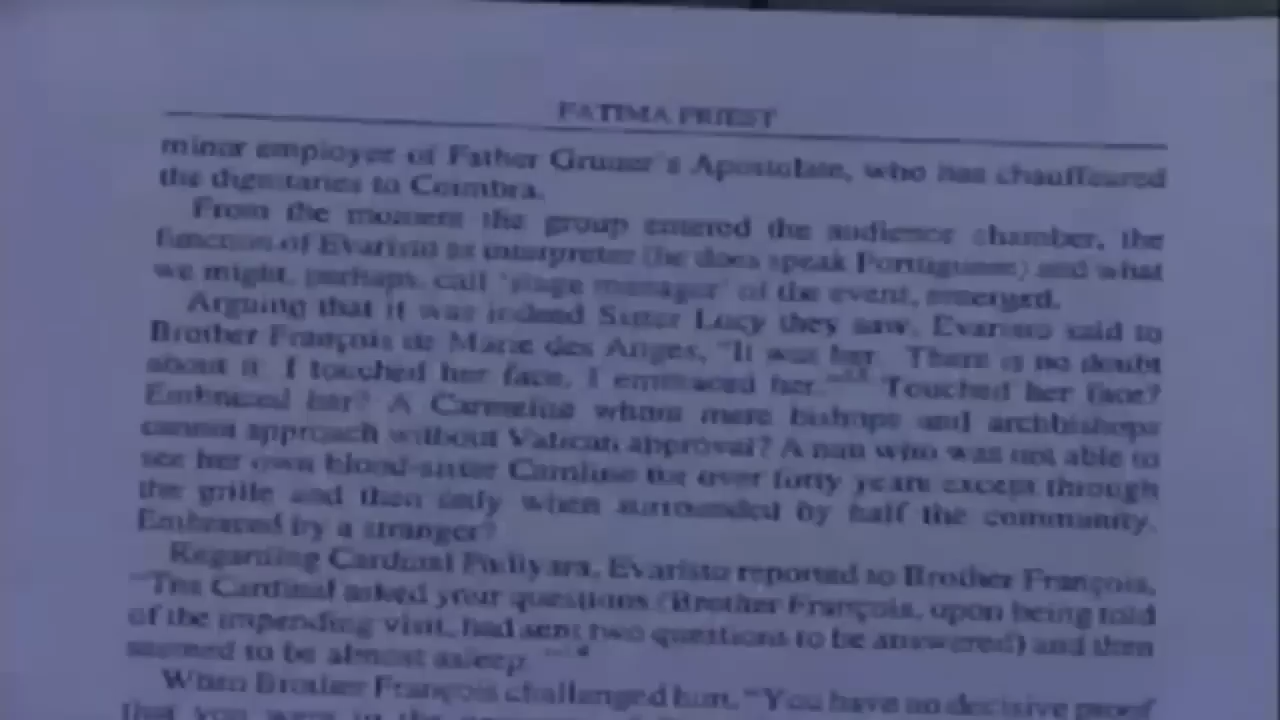 FATIMA PRIEST
minor employee of Father Gruner's Apostolate, who has chauffeured
the dignitaries to Coimbra.
From the moment the group entered the audience chamber, the
function of Evaristo as interpreter (he does speak Portuguese) and what
we might, perhaps, call 'stage manager' of the event, emerged.
Arguing that it was indeed Sister Lucy they saw, Evaristo said to
Brother François de Marie des Anges, "It was her. There is no doubt
about it. I touched her face, I embraced her." Touched her face?
Embraced her? A Carmelite whom mere bishops and archbishops
cannot approach without Vatican approval? A nun who was not able to
see her own blood-sister Carolina for over forty years except through
the grille and then only when surrounded by half the community.
Embraced by a stranger?
Regarding Cardinal Padiyara, Evaristo reported to Brother François,
"The Cardinal asked your questions (Brother François, upon being told
of the impending visit, had sent two questions to be answered) and then
seemed to be almost asleep."
When Brother François challenged him, "You have no decisive proof
that you were in the